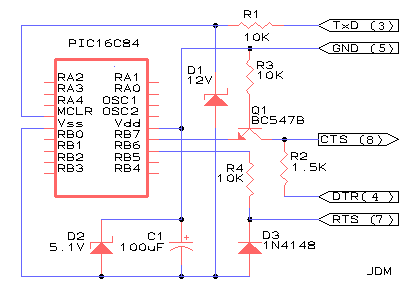 R1
TxD (3)
10K
PIC16C84
GND (5)
R3
10K
RA2 RA1
D1
12V
RA3 RA0
RA4 OSC1
MCLR OSC2
Q1
BC547B
Vss Vdd
RB0 RB7
CTS (8)
RB1 RB6
RB2 RB5
R2
1.5K
RB3 RB4
R4
10K
DTR(4 )
RTS (7)
D2
5.1V
C1
100uF
+
D3
1N4148
JDM